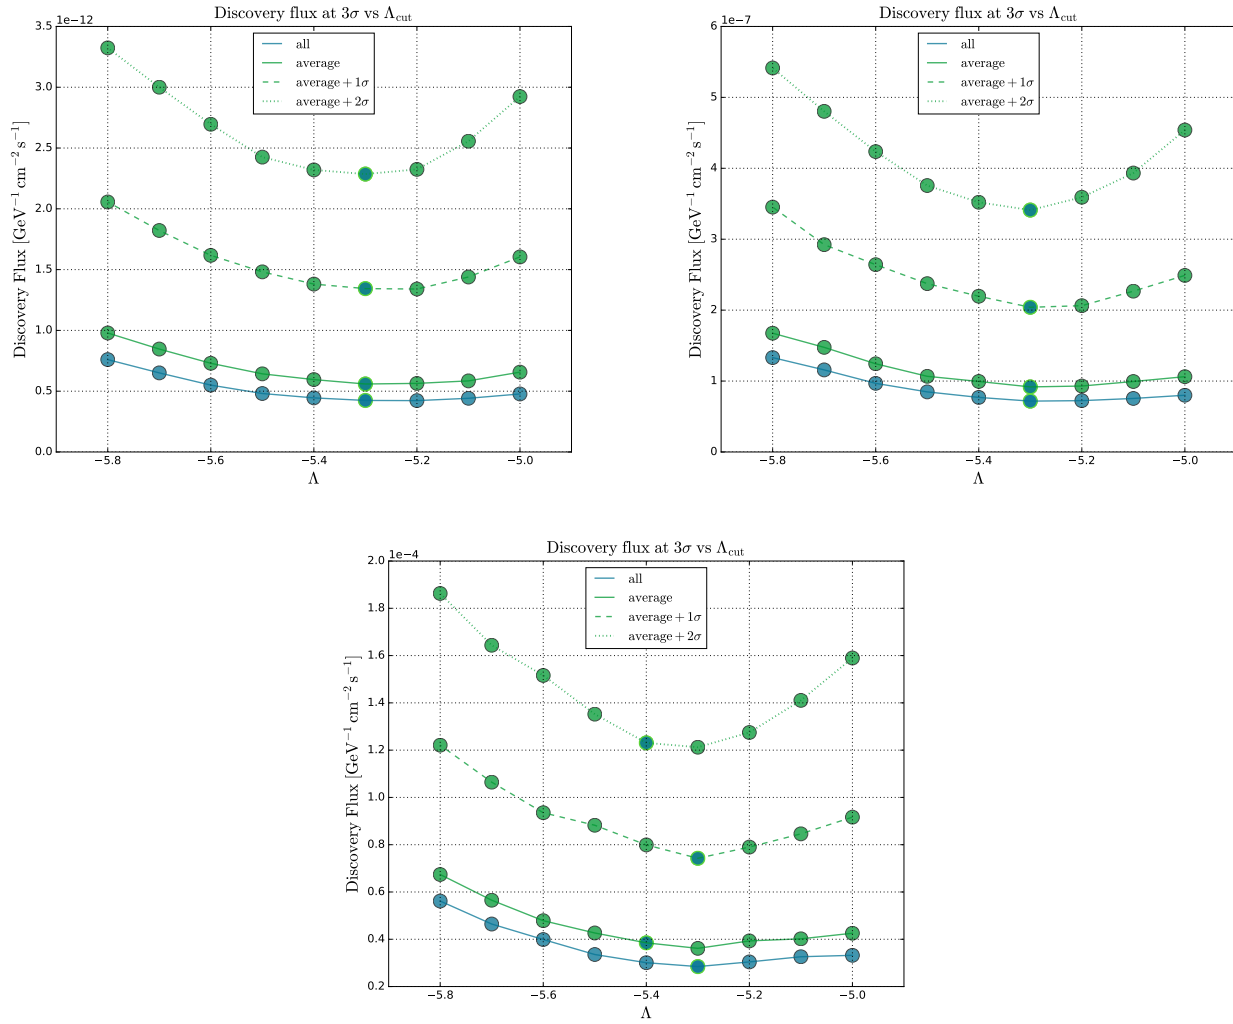 Discovery flux at 3σ vs Λcut
1e−12
3.5
3.0
2.5
2.0
1.5
1.0
0.5
0.0
Discovery Flux [GeV⁻¹ cm⁻² s⁻¹]
all
average
average + 1σ
average + 2σ
−5.8 −5.6 −5.4 −5.2 −5.0
Λ
Discovery flux at 3σ vs Λcut
1e−7
6
5
4
3
2
1
0
Discovery Flux [GeV⁻¹ cm⁻² s⁻¹]
all
average
average + 1σ
average + 2σ
−5.8 −5.6 −5.4 −5.2 −5.0
Λ
Discovery flux at 3σ vs Λcut
1e−4
2.0
1.8
1.6
1.4
1.2
1.0
0.8
0.6
0.4
0.2
Discovery Flux [GeV⁻¹ cm⁻² s⁻¹]
all
average
average + 1σ
average + 2σ
−5.8 −5.6 −5.4 −5.2 −5.0
Λ